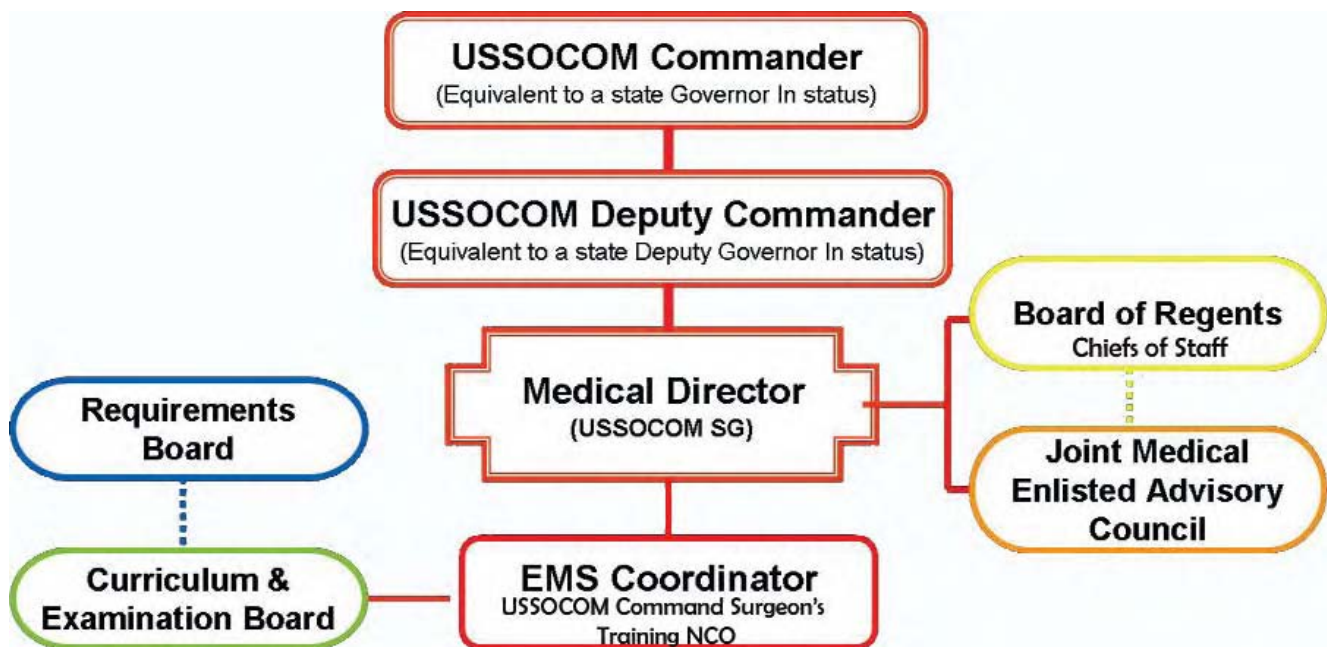 USSOCOM Commander
(Equivalent to a state Governor In status)
USSOCOM Deputy Commander
(Equivalent to a state Deputy Governor In status)
Medical Director
(USSOCOM SG)
Board of Regents
Chiefs of Staff
Joint Medical
Enlisted Advisory
Council
Requirements
Board
Curriculum &
Examination Board
EMS Coordinator
USSOCOM Command Surgeon's
Training NCO